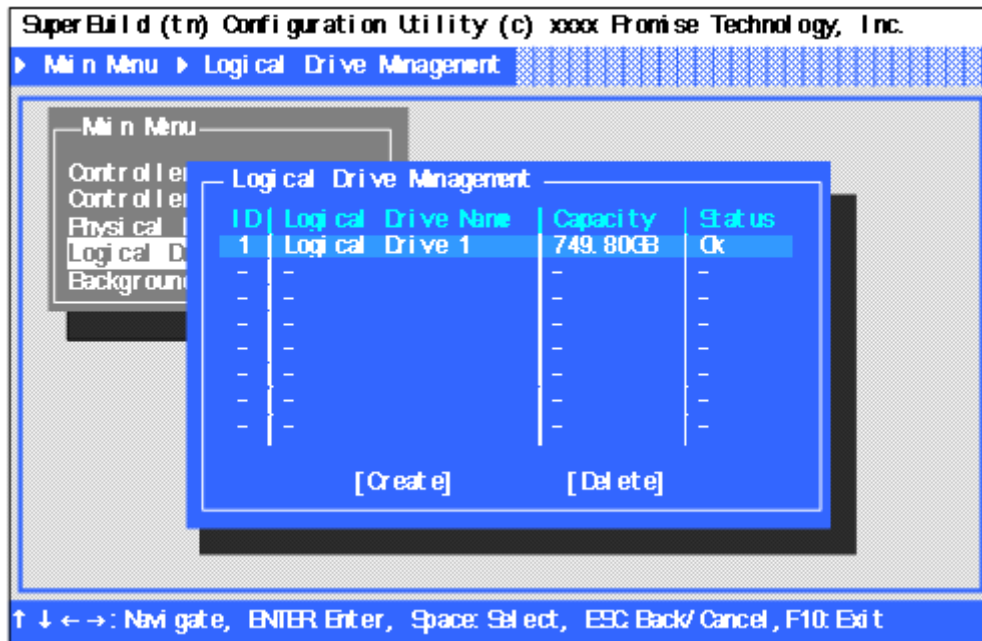 SuperBuild (tm) Configuration Utility (c) xxxx Promise Technology, Inc.
Main Menu ▶ Logical Drive Management
Main Menu
Controller
Controller
Physical
Logical D
Background
Logical Drive Management
ID Logical Drive Name Capacity Status
1 Logical Drive 1 749.80GB Ok
- - - -
- - - -
- - - -
- - - -
- - - -
- - - -
- - - -
[Create] [Delete]
↑ ↓ ← →: Navigate, ENTER: Enter, Space: Select, ESC: Back/Cancel, F10: Exit